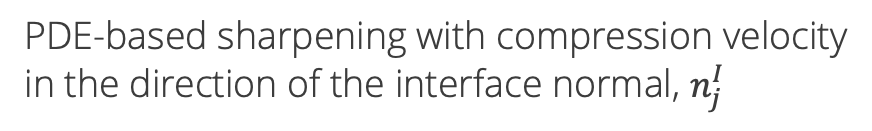 PDE-based sharpening with compression velocity
in the direction of the interface normal, $n_j^I$